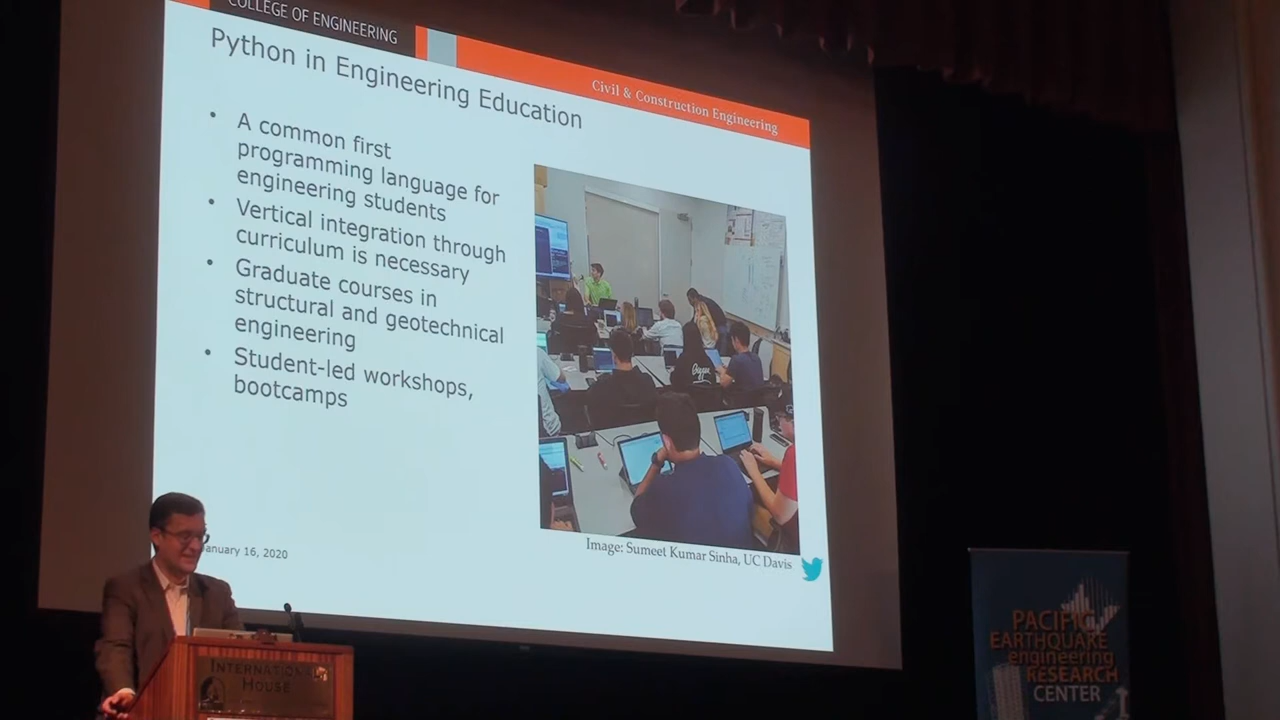 COLLEGE OF ENGINEERING
Civil & Construction Engineering
Python in Engineering Education
• A common first
programming language for
engineering students
• Vertical integration through
curriculum is necessary
• Graduate courses in
structural and geotechnical
engineering
• Student-led workshops,
bootcamps
Image: Sumeet Kumar Sinha, UC Davis
anuary 16, 2020
INTERNATIONAL
HOUSE
PACIFIC
EARTHQUAKE
engineering
RESEARCH
CENTER